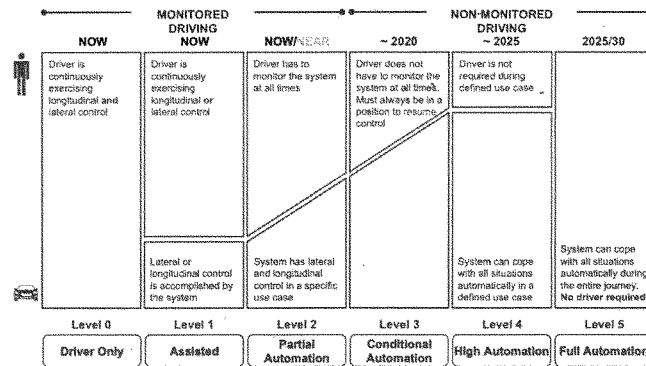 MONITORED DRIVING
NON-MONITORED DRIVING
NOW
NOW
NOW/NEAR
~ 2020
~ 2025
2025/30
Driver is
continuously
exercising
longitudinal and
lateral control
Driver is
continuously
exercising
longitudinal or
lateral control
Driver has to
monitor the system
at all times
Driver does not
have to monitor the
system at all times.
Must always be in a
position to resume
control
Driver is not
required during
defined use case
Lateral or
longitudinal control
is accomplished by
the system
System has lateral
and longitudinal
control in a specific
use case
System can cope
with all situations
automatically in a
defined use case
System can cope
with all situations
automatically during
the entire journey.
No driver required
Level 0
Level 1
Level 2
Level 3
Level 4
Level 5
Driver Only
Assisted
Partial
Automation
Conditional
Automation
High Automation
Full Automation